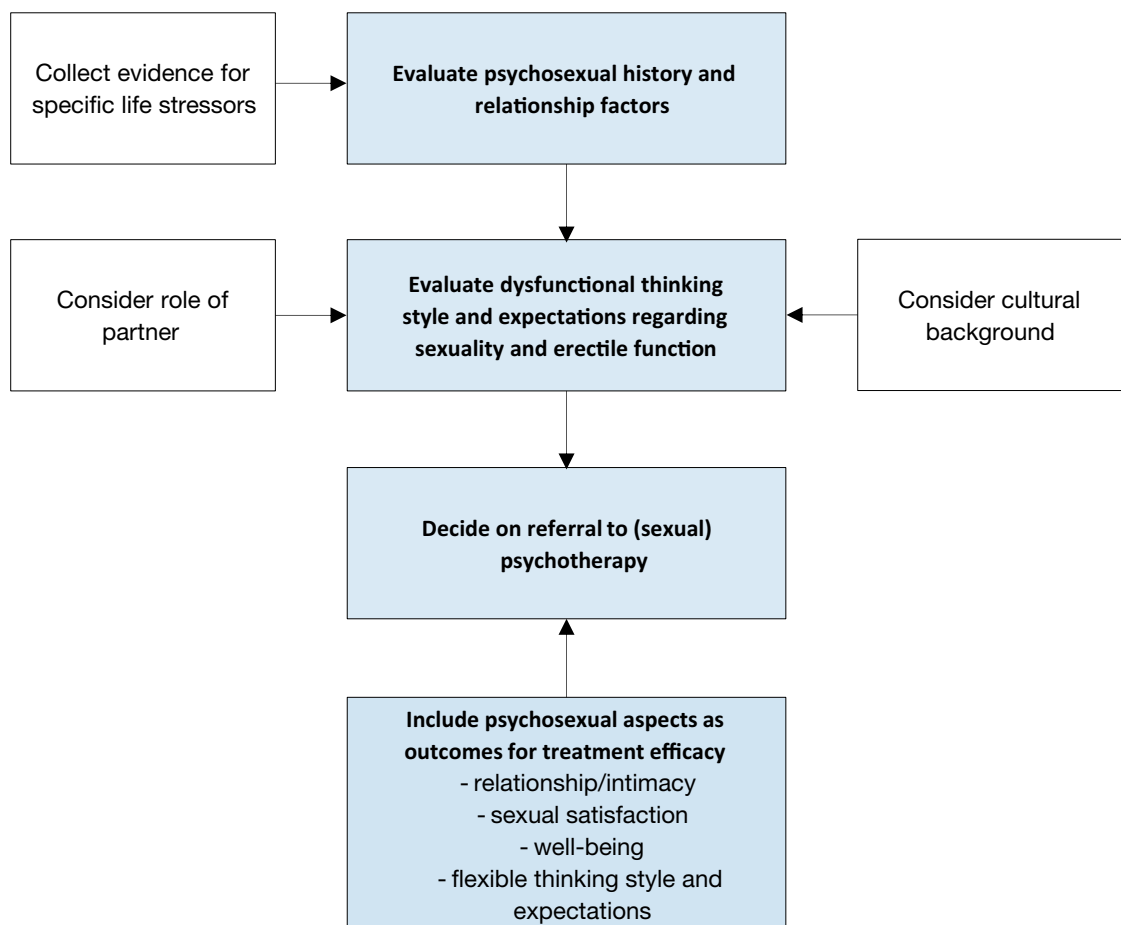 Collect evidence for
specific life stressors
Evaluate psychosexual history and
relationship factors
Consider role of
partner
Evaluate dysfunctional thinking
style and expectations regarding
sexuality and erectile function
Consider cultural
background
Decide on referral to (sexual)
psychotherapy
Include psychosexual aspects as
outcomes for treatment efficacy
- relationship/intimacy
- sexual satisfaction
- well-being
- flexible thinking style and
expectations